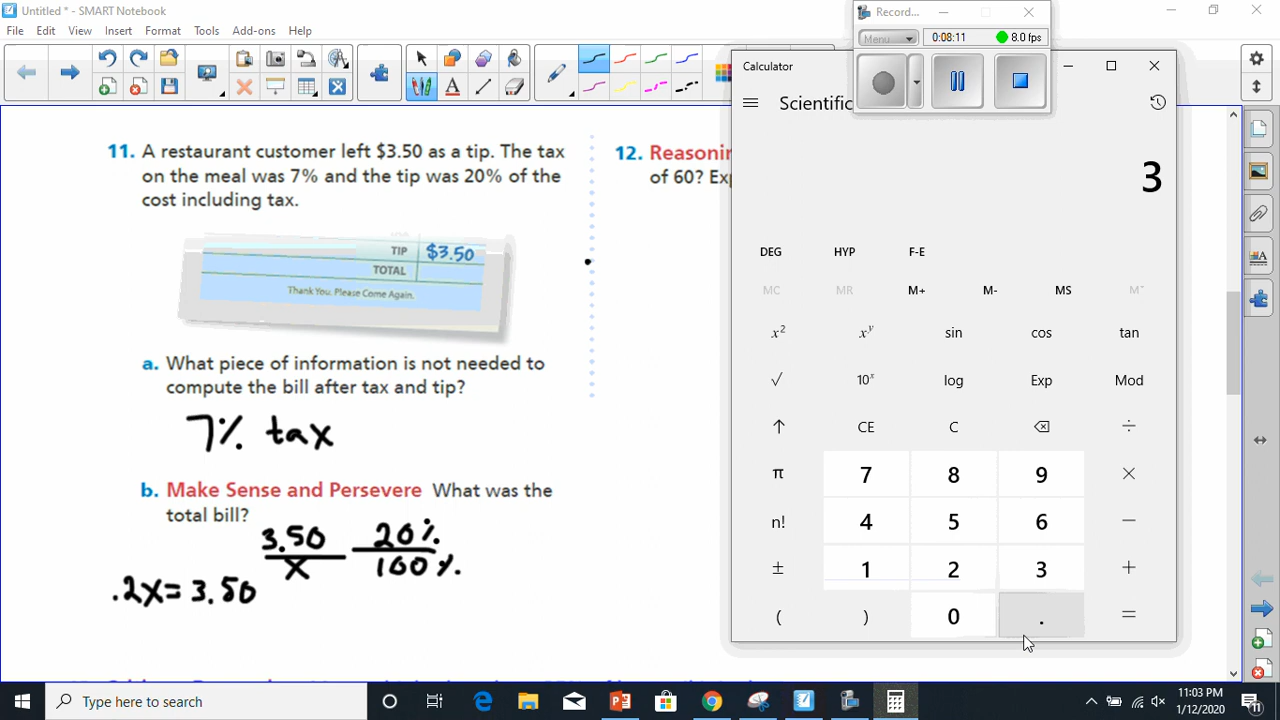 Untitled * - SMART Notebook
File Edit View Insert Format Tools Add-ons Help
Record...
Menu 0:08:11 8.0 fps
Calculator
Scientific
3
DEG HYP F-E
MC MR M+ M- MS M˅
x² xʸ sin cos tan
√ 10ˣ log Exp Mod
↑ CE C ⌫ ÷
π 7 8 9 ×
n! 4 5 6 −
± 1 2 3 +
( ) 0 . =
11. A restaurant customer left $3.50 as a tip. The tax
on the meal was 7% and the tip was 20% of the
cost including tax.
TIP $3.50
TOTAL
Thank You. Please Come Again.
a. What piece of information is not needed to
compute the bill after tax and tip?
7% tax
b. Make Sense and Persevere What was the
total bill?
3.50 20%
x 100%
.2x = 3.50
12. Reasonin
of 60? Exp
Type here to search
11:03 PM
1/12/2020
11